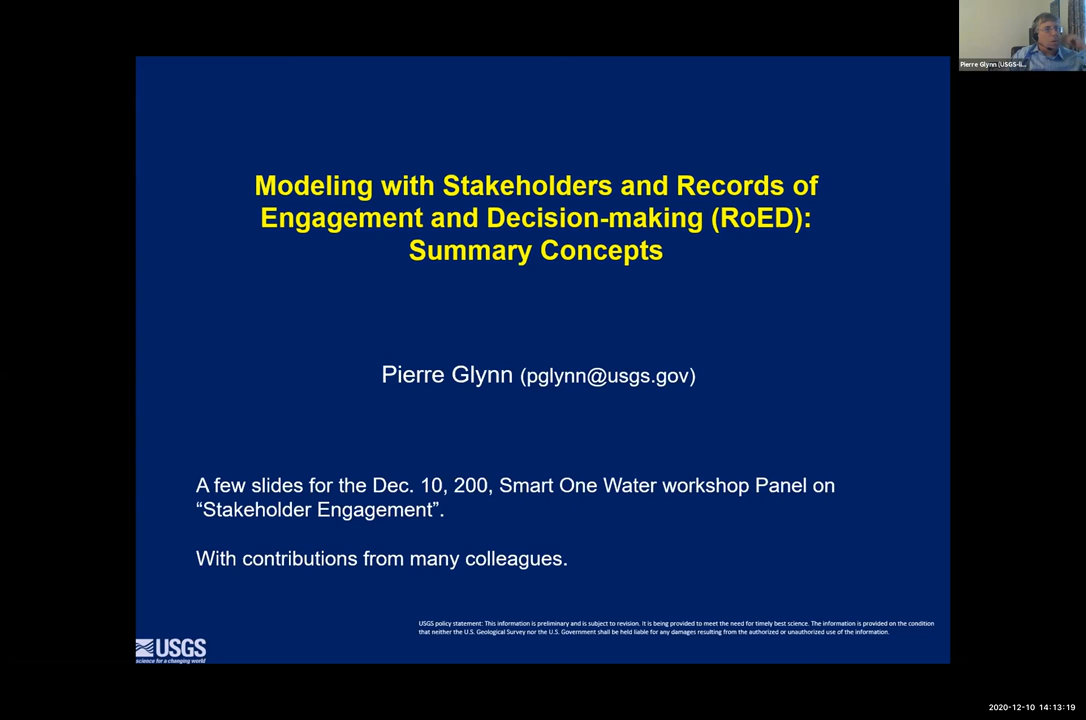 Pierre Glynn (USGS-I...
Modeling with Stakeholders and Records of
Engagement and Decision-making (RoED):
Summary Concepts
Pierre Glynn (pglynn@usgs.gov)
A few slides for the Dec. 10, 200, Smart One Water workshop Panel on
“Stakeholder Engagement”.
With contributions from many colleagues.
USGS policy statement: This information is preliminary and is subject to revision. It is being provided to meet the need for timely best science. The information is provided on the condition
that neither the U.S. Geological Survey nor the U.S. Government shall be held liable for any damages resulting from the authorized or unauthorized use of the information.
USGS
science for a changing world
2020-12-10 14:13:19